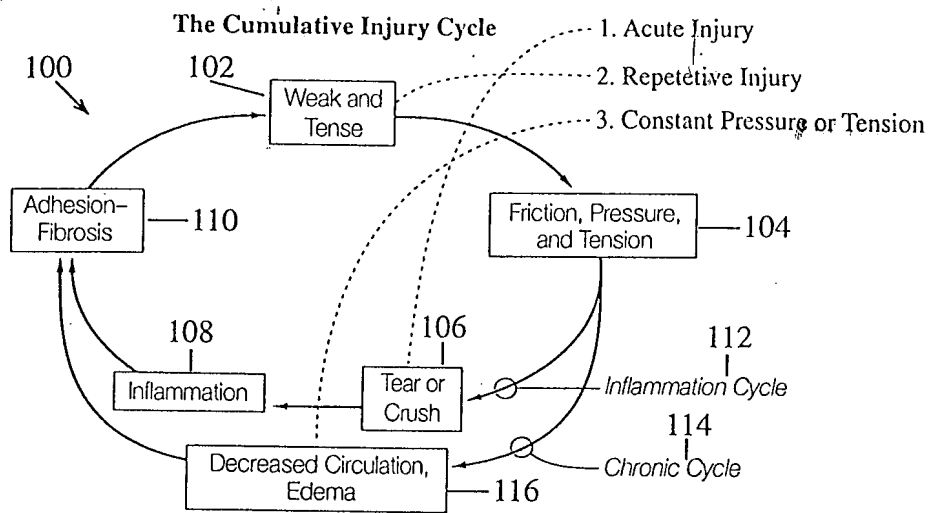 The Cumulative Injury Cycle
1. Acute Injury
100
102
Weak and
Tense
2. Repetetive Injury
3. Constant Pressure or Tension
Adhesion-
Fibrosis
110
Friction, Pressure,
and Tension
104
108
106
112
Inflammation
Tear or
Crush
Inflammation Cycle
114
Decreased Circulation,
Edema
116
Chronic Cycle